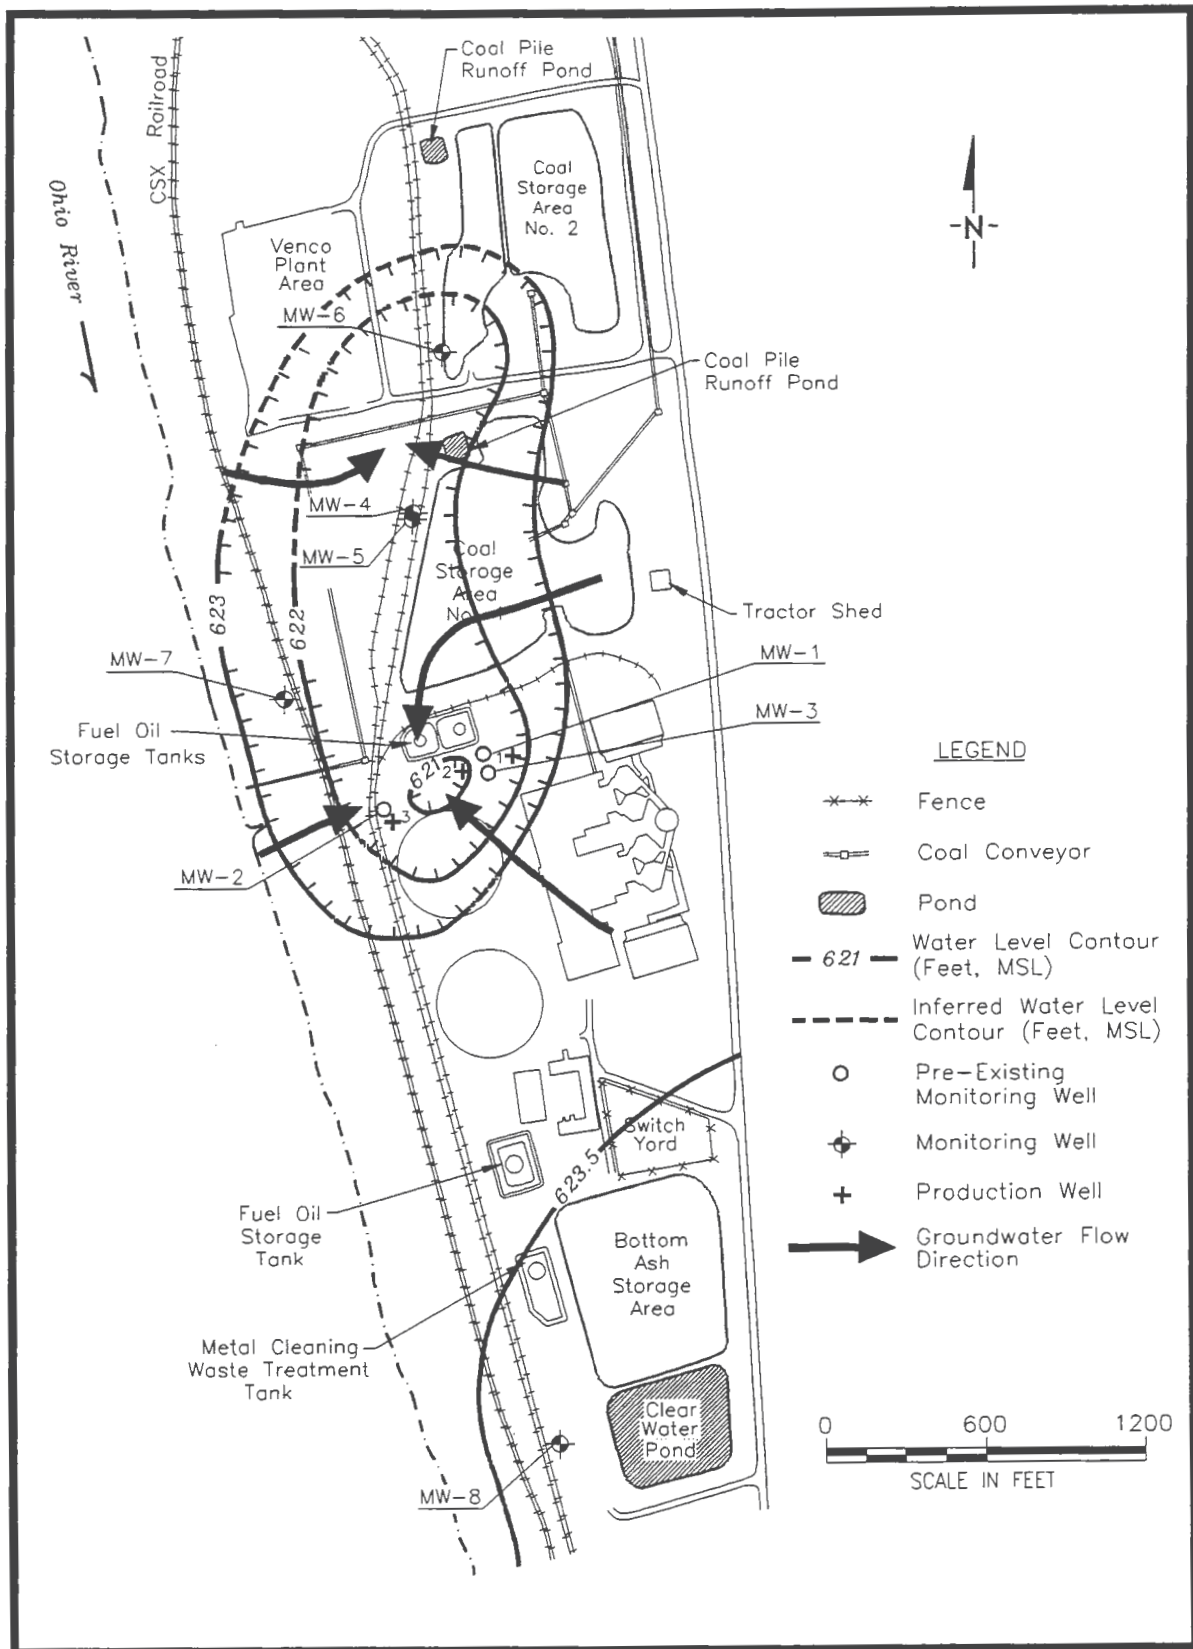 Coal Pile
Runoff Pond
CSX Railroad
Ohio River
Coal
Storage
Area
No. 2
-N-
Venco
Plant
Area
MW-6
Coal Pile
Runoff Pond
MW-4
MW-5
Coal
Storage
Area
No. 1
623
622
Tractor Shed
MW-7
MW-1
MW-3
Fuel Oil
Storage Tanks
1
621
2
3
MW-2
LEGEND
Fence
Coal Conveyor
Pond
621
Water Level Contour
(Feet, MSL)
Inferred Water Level
Contour (Feet, MSL)
Pre-Existing
Monitoring Well
Monitoring Well
Production Well
Groundwater Flow
Direction
Switch
Yard
623.5
Fuel Oil
Storage
Tank
Bottom
Ash
Storage
Area
Metal Cleaning
Waste Treatment
Tank
Clear
Water
Pond
MW-8
0 600 1200
SCALE IN FEET